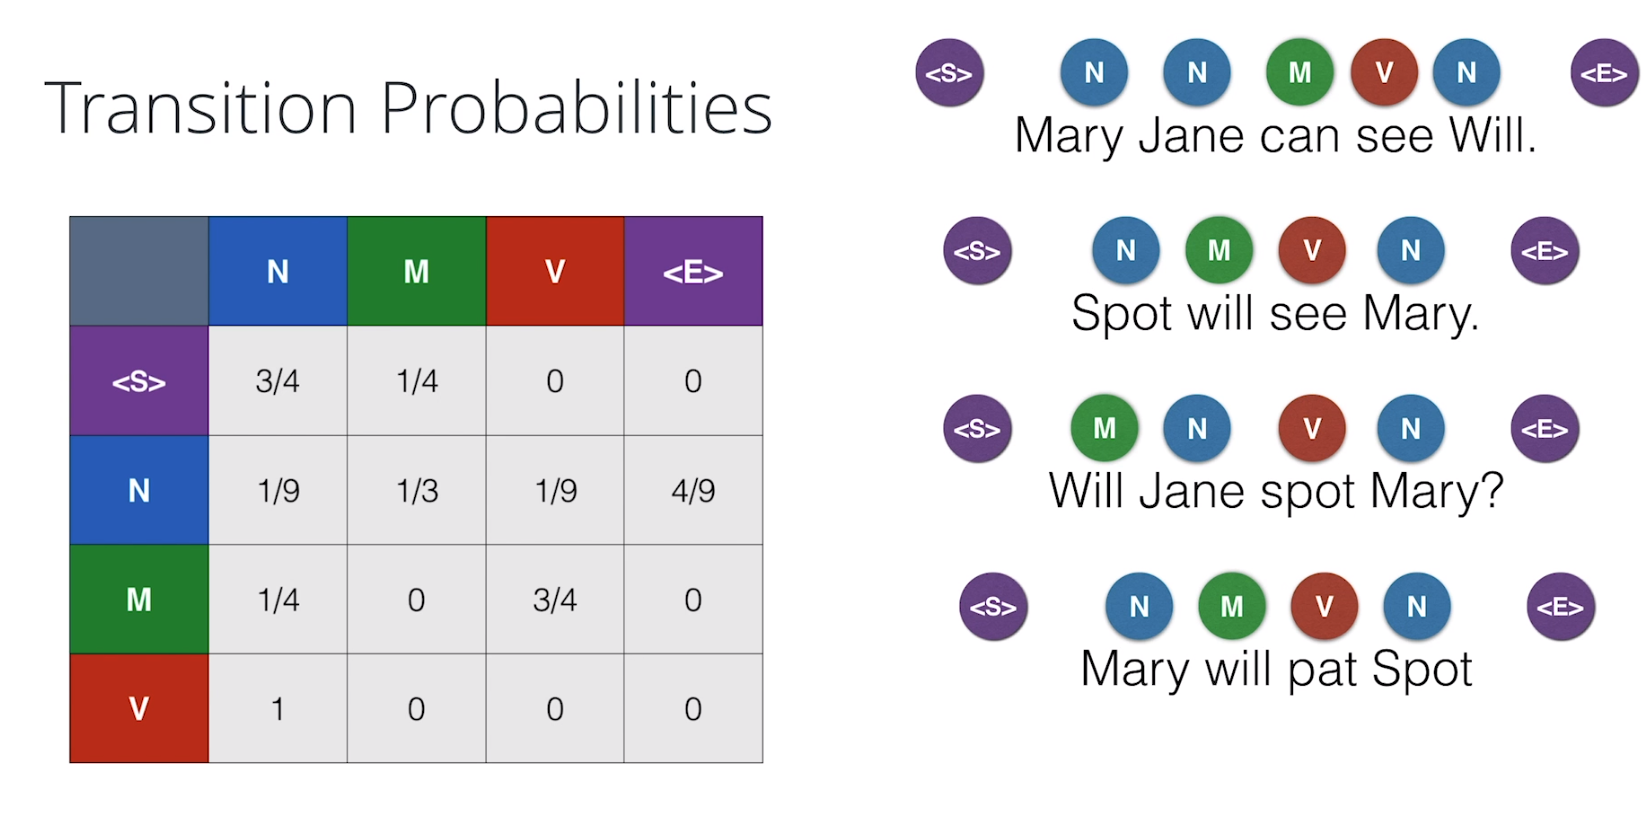 Transition Probabilities
N M V <E>
<S> 3/4 1/4 0 0
N 1/9 1/3 1/9 4/9
M 1/4 0 3/4 0
V 1 0 0 0
<S> N N M V N <E>
Mary Jane can see Will.
<S> N M V N <E>
Spot will see Mary.
<S> M N V N <E>
Will Jane spot Mary?
<S> N M V N <E>
Mary will pat Spot